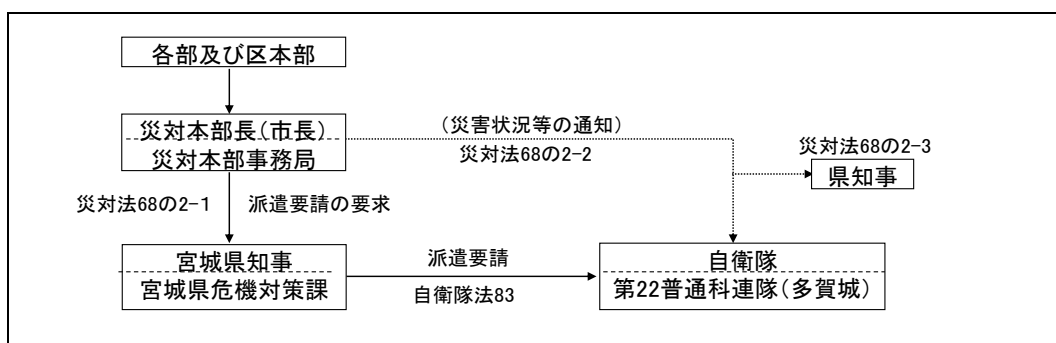 各部及び区本部
災対本部長(市長)
災対本部事務局
(災害状況等の通知)
災対法68の2-2
災対法68の2-3
県知事
災対法68の2-1
派遣要請の要求
宮城県知事
宮城県危機対策課
派遣要請
自衛隊法83
自衛隊
第22普通科連隊(多賀城)